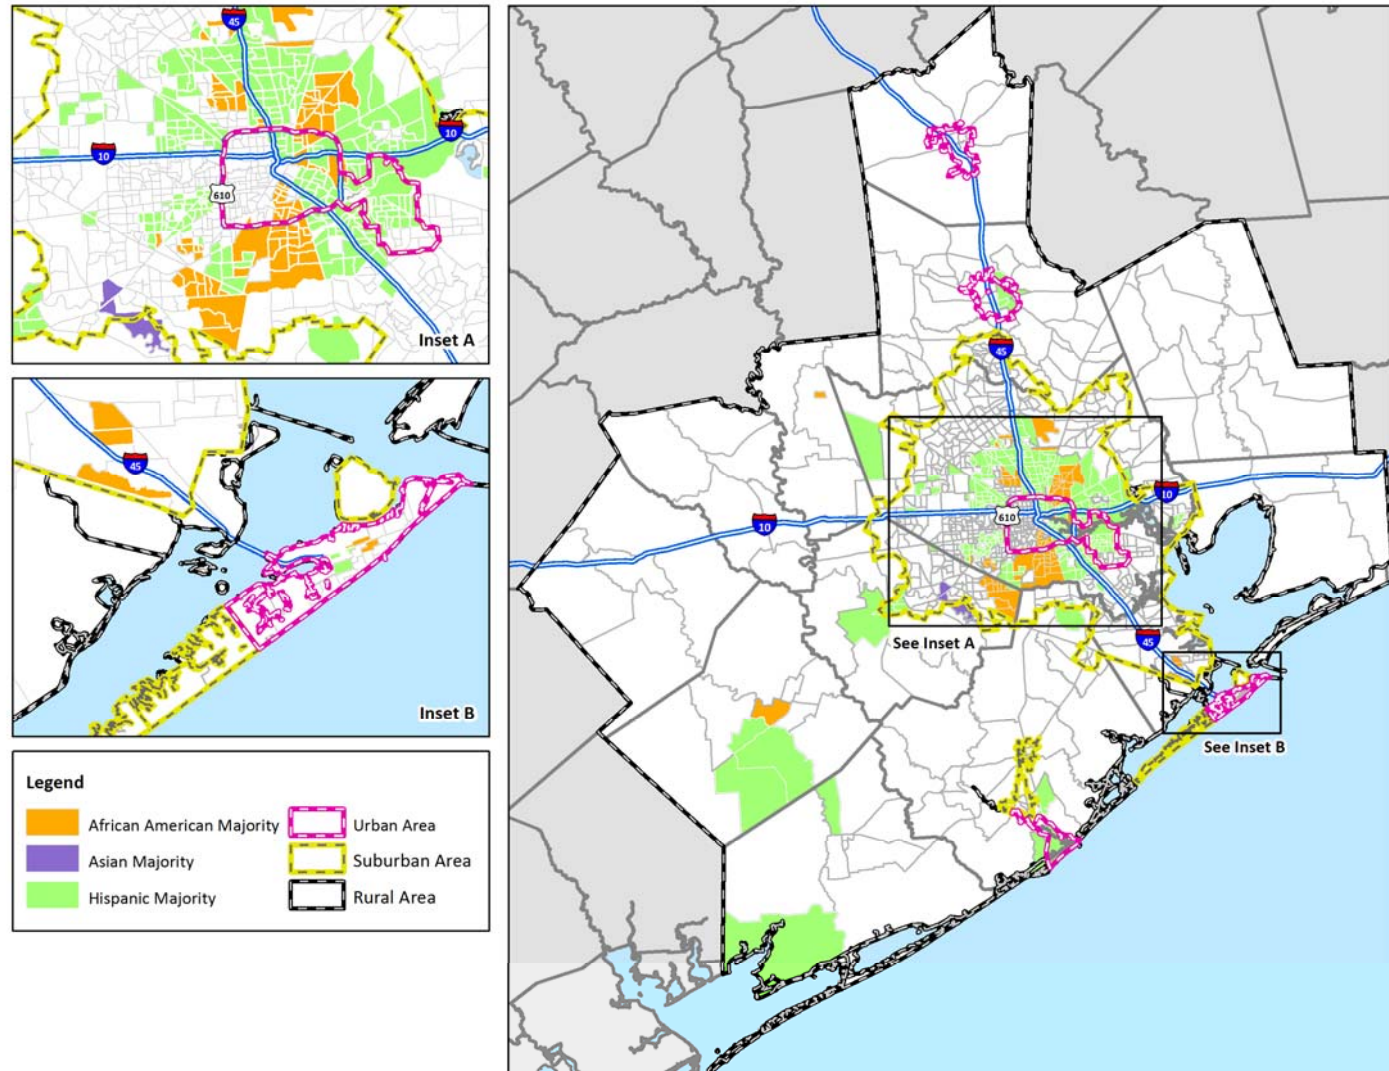 45
10
10
610
Inset A
45
Inset B
Legend
African American Majority
Urban Area
Asian Majority
Suburban Area
Hispanic Majority
Rural Area
45
10
610
10
See Inset A
45
See Inset B